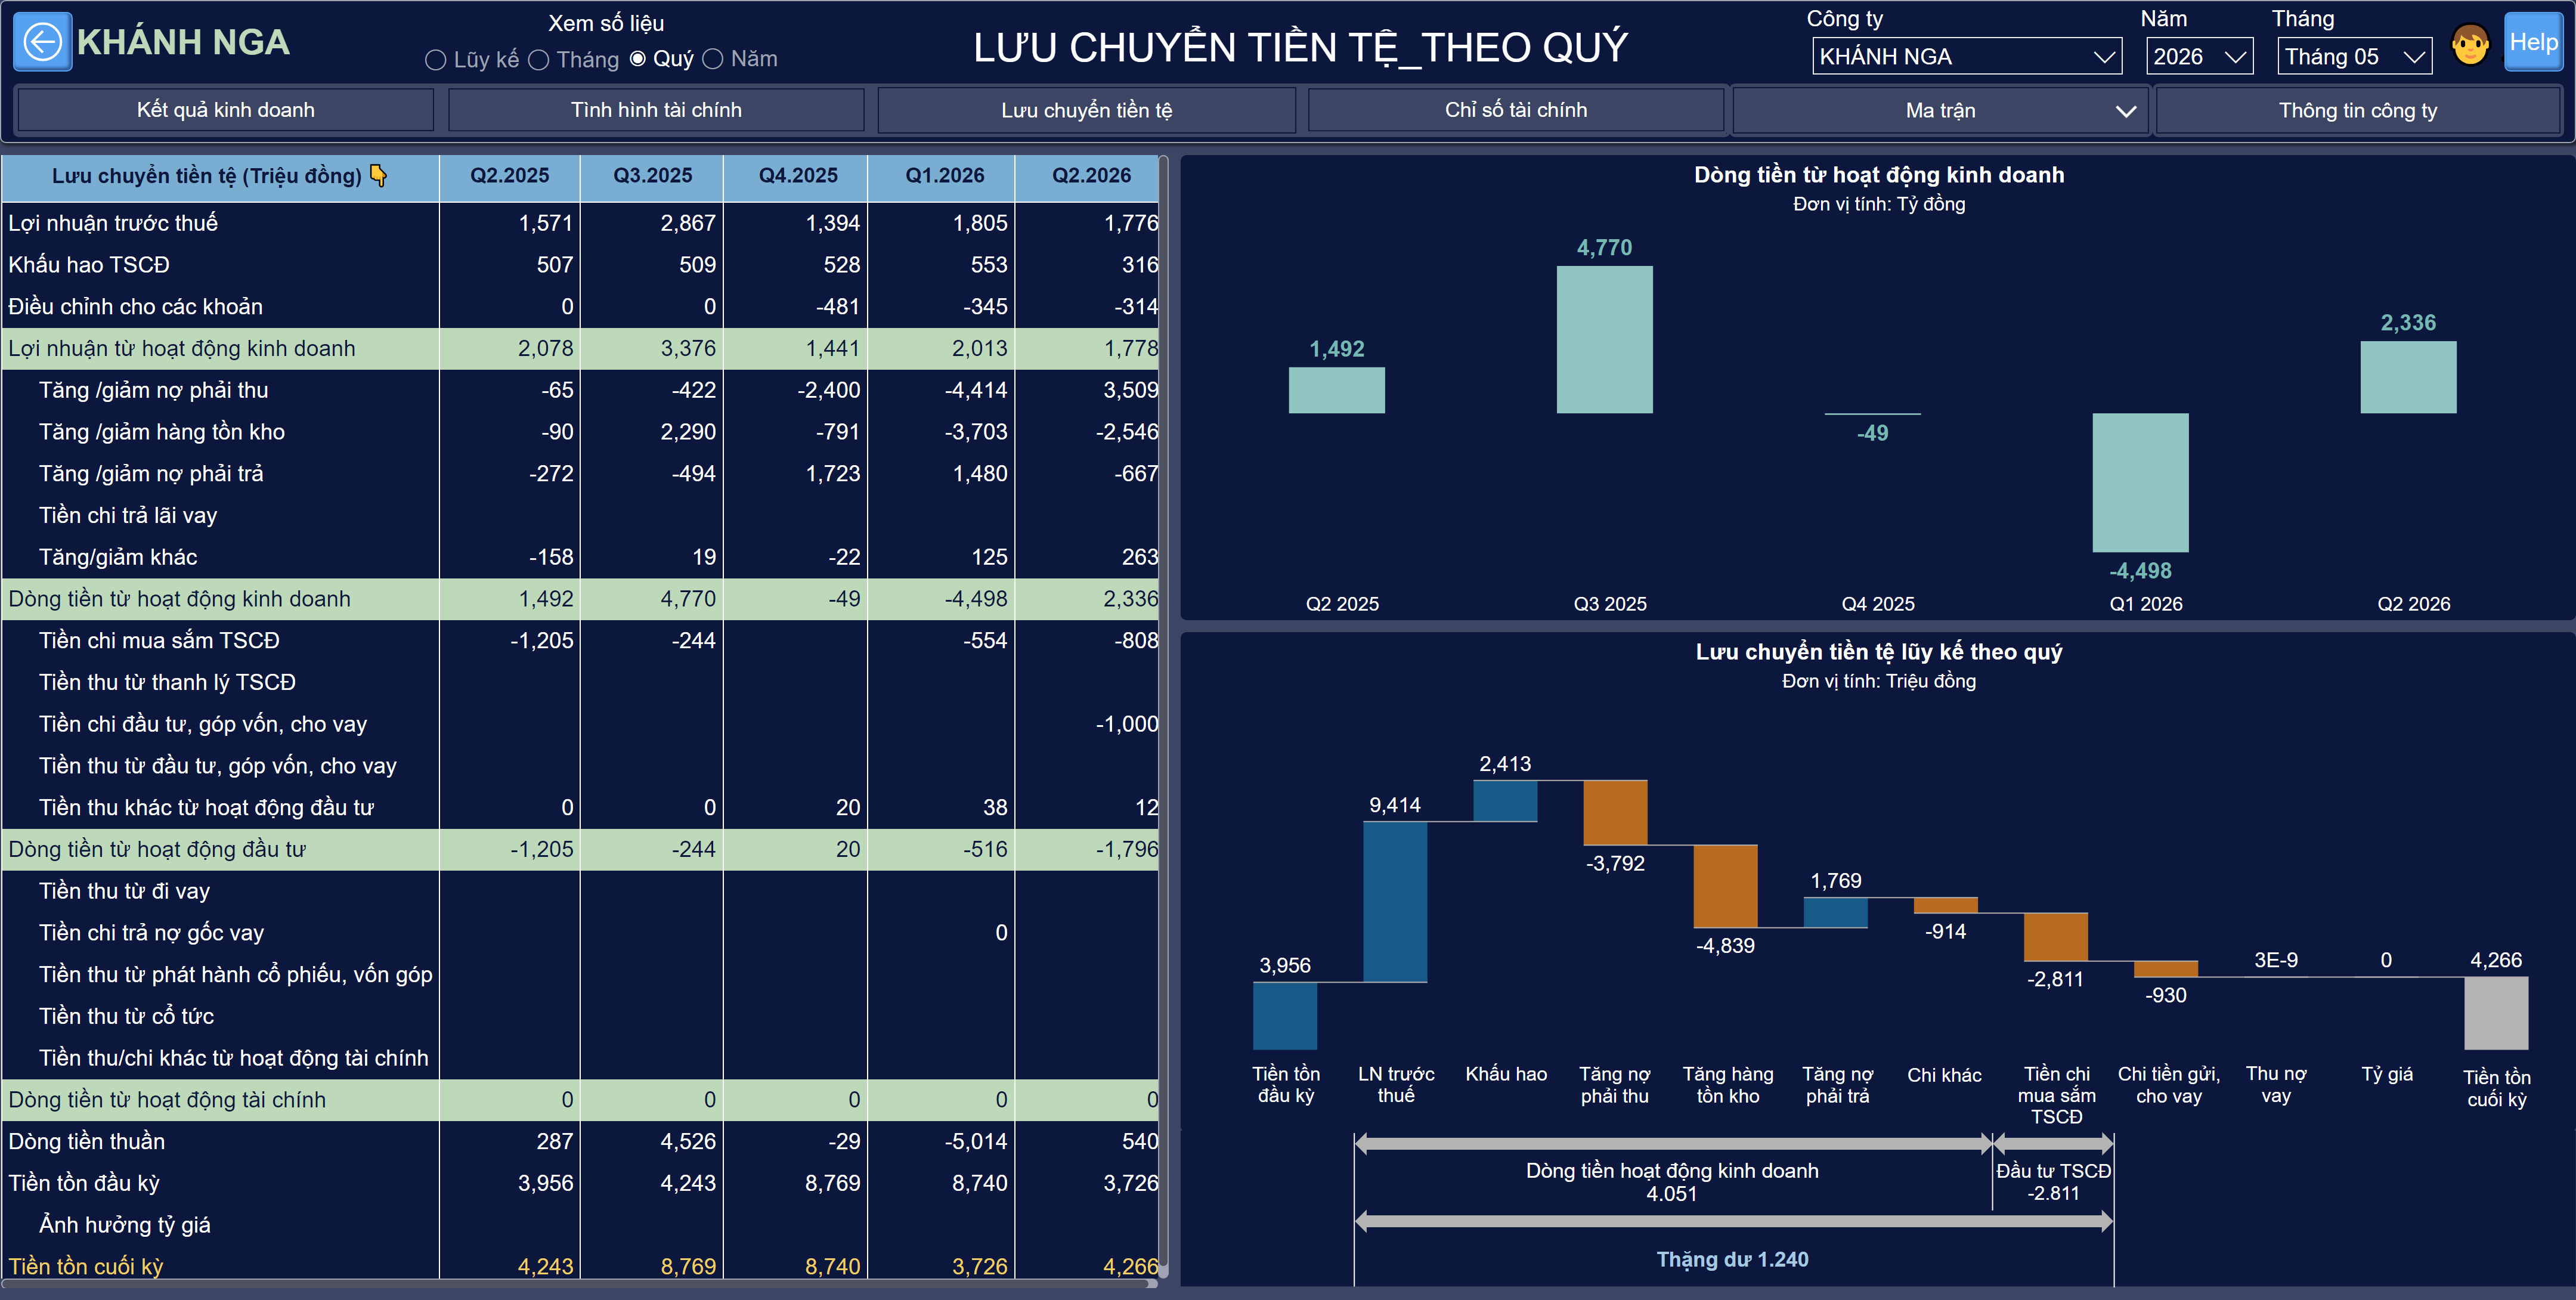 KHÁNH NGA
Xem số liệu
Lũy kế Tháng Quý Năm
LƯU CHUYỂN TIỀN TỆ_THEO QUÝ
Công ty Năm Tháng
KHÁNH NGA 2026 Tháng 05 Help
Kết quả kinh doanh Tình hình tài chính Lưu chuyển tiền tệ Chỉ số tài chính Ma trận Thông tin công ty
Lưu chuyển tiền tệ (Triệu đồng) Q2.2025 Q3.2025 Q4.2025 Q1.2026 Q2.2026
Lợi nhuận trước thuế 1,571 2,867 1,394 1,805 1,776
Khấu hao TSCĐ 507 509 528 553 316
Điều chỉnh cho các khoản 0 0 -481 -345 -314
Lợi nhuận từ hoạt động kinh doanh 2,078 3,376 1,441 2,013 1,778
Tăng /giảm nợ phải thu -65 -422 -2,400 -4,414 3,509
Tăng /giảm hàng tồn kho -90 2,290 -791 -3,703 -2,546
Tăng /giảm nợ phải trả -272 -494 1,723 1,480 -667
Tiền chi trả lãi vay
Tăng/giảm khác -158 19 -22 125 263
Dòng tiền từ hoạt động kinh doanh 1,492 4,770 -49 -4,498 2,336
Tiền chi mua sắm TSCĐ -1,205 -244 -554 -808
Tiền thu từ thanh lý TSCĐ
Tiền chi đầu tư, góp vốn, cho vay -1,000
Tiền thu từ đầu tư, góp vốn, cho vay
Tiền thu khác từ hoạt động đầu tư 0 0 20 38 12
Dòng tiền từ hoạt động đầu tư -1,205 -244 20 -516 -1,796
Tiền thu từ đi vay
Tiền chi trả nợ gốc vay 0
Tiền thu từ phát hành cổ phiếu, vốn góp
Tiền thu từ cổ tức
Tiền thu/chi khác từ hoạt động tài chính
Dòng tiền từ hoạt động tài chính 0 0 0 0 0
Dòng tiền thuần 287 4,526 -29 -5,014 540
Tiền tồn đầu kỳ 3,956 4,243 8,769 8,740 3,726
Ảnh hưởng tỷ giá
Tiền tồn cuối kỳ 4,243 8,769 8,740 3,726 4,266
Dòng tiền từ hoạt động kinh doanh
Đơn vị tính: Tỷ đồng
1,492 4,770 -49 -4,498 2,336
Q2 2025 Q3 2025 Q4 2025 Q1 2026 Q2 2026
Lưu chuyển tiền tệ lũy kế theo quý
Đơn vị tính: Triệu đồng
3,956 9,414 2,413 -3,792 -4,839 1,769 -914 -2,811 -930 3E-9 0 4,266
Tiền tồn LN trước Khấu hao Tăng nợ Tăng hàng Tăng nợ Chi khác Tiền chi Chi tiền gửi, Thu nợ Tỷ giá Tiền tồn
đầu kỳ thuế phải thu tồn kho phải trả mua sắm cho vay vay cuối kỳ
TSCĐ
Dòng tiền hoạt động kinh doanh Đầu tư TSCĐ
4.051 -2.811
Thặng dư 1.240